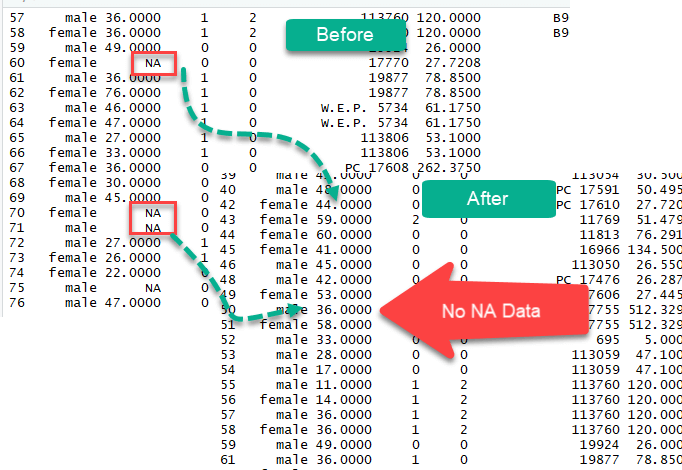 57 male 36.0000 1 2 113760 120.0000 B9
58 female 36.0000 1 2 120.0000 B9
Before
59 male 49.0000 0 0 26.0000
60 female NA 0 0 17770 27.7208
61 male 36.0000 1 0 19877 78.8500
62 female 76.0000 1 0 19877 78.8500
63 male 46.0000 1 0 W.E.P. 5734 61.1750
64 female 47.0000 1 0 W.E.P. 5734 61.1750
65 male 27.0000 1 0 113806 53.1000
66 female 33.0000 1 0 113806 53.1000
67 female 36.0000 0 0 PC 17608 262.3750
68 female 30.0000 0
69 male 45.0000 0
70 female NA 0
71 male NA 0
72 male 27.0000 1
73 female 26.0000 1
74 female 22.0000
75 male NA 0
76 male 47.0000 0
39 male 0 0 113054 30.500
40 male 48.0000 0 0 PC 17591 50.495
After
42 female 44.0000 0 0 PC 17610 27.720
43 female 59.0000 2 0 11769 51.479
44 female 60.0000 0 0 11813 76.291
45 female 41.0000 0 0 16966 134.500
46 male 45.0000 0 0 113050 26.550
48 male 42.0000 0 0 PC 17476 26.287
49 female 53.0000 27.445
50 male 36.0000 512.329
No NA Data
51 female 58.0000 512.329
52 male 33.0000 0 695 5.000
53 male 28.0000 0 0 113059 47.100
54 male 17.0000 0 0 113059 47.100
55 male 11.0000 1 2 113760 120.000
56 female 14.0000 1 2 113760 120.000
57 male 36.0000 1 2 113760 120.000
58 female 36.0000 1 2 113760 120.000
59 male 49.0000 0 0 19924 26.000
61 male 36.0000 1 0 19877 78.850